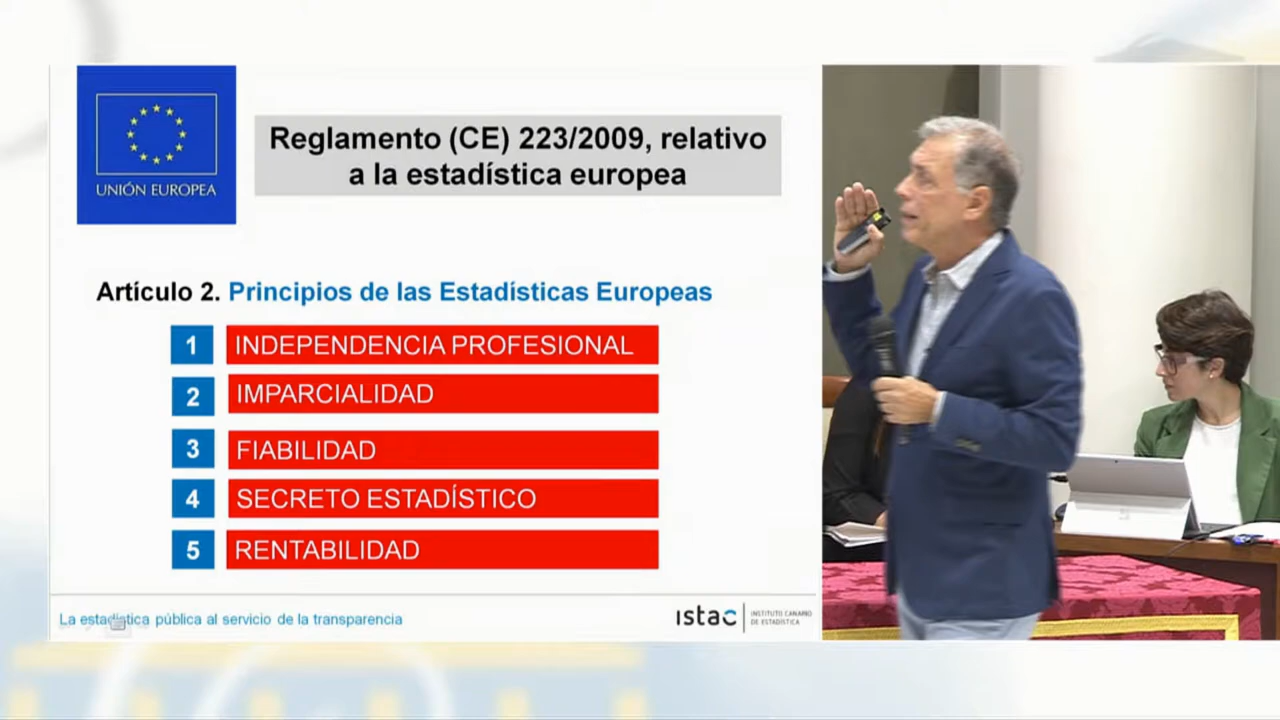 UNIÓN EUROPEA
Reglamento (CE) 223/2009, relativo
a la estadística europea
Artículo 2. Principios de las Estadísticas Europeas
1 INDEPENDENCIA PROFESIONAL
2 IMPARCIALIDAD
3 FIABILIDAD
4 SECRETO ESTADÍSTICO
5 RENTABILIDAD
La estadística pública al servicio de la transparencia
istac
INSTITUTO CANARIO
DE ESTADÍSTICA